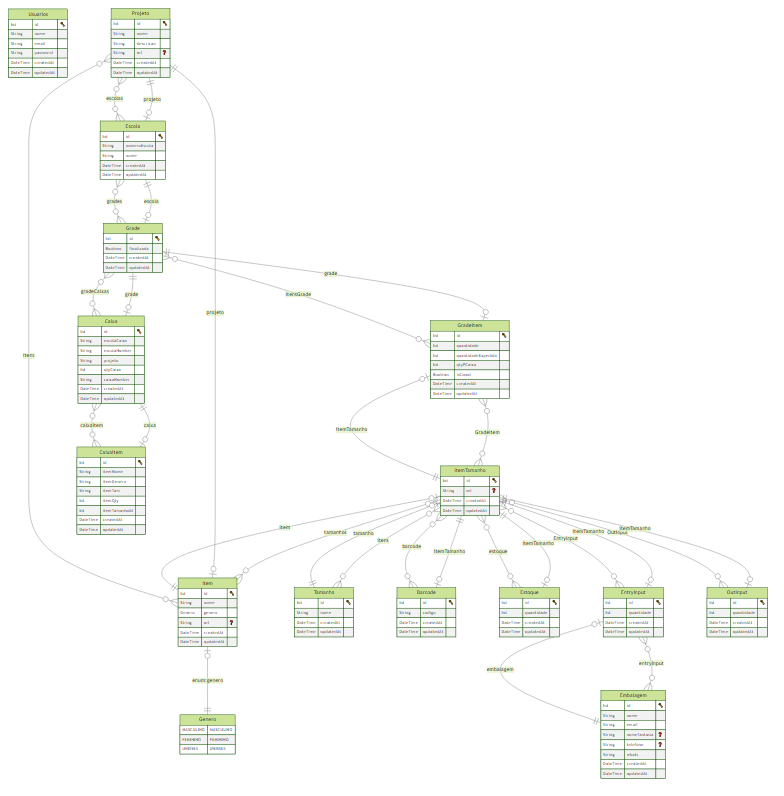 Usuarios
Int id
String nome
String email
String password
DateTime createdAt
DateTime updatedAt
Projeto
Int id
String nome
String descricao
String url
DateTime createdAt
DateTime updatedAt
escolas
projeto
Escola
Int id
String numeroEscola
String nome
DateTime createdAt
DateTime updatedAt
grades
escola
Grade
Int id
Boolean finalizada
DateTime createdAt
DateTime updatedAt
gradeCaixas
grade
itensGrade
grade
projeto
itens
Caixa
Int id
String escolaCaixa
String escolaNumber
String projeto
Int qtyCaixa
String caixaNumber
DateTime createdAt
DateTime updatedAt
caixaItem
caixa
CaixaItem
Int id
String itemName
String itemGenero
String itemTam
Int itemQty
Int itemTamanhoId
DateTime createdAt
DateTime updatedAt
GradeItem
Int id
Int quantidade
Int quantidadeExpedida
Int qtyPCaixa
Boolean isCount
DateTime createdAt
DateTime updatedAt
itemTamanho
GradeItem
ItemTamanho
Int id
String url
DateTime createdAt
DateTime updatedAt
item
tamanhos
tamanho
itens
barcode
itemTamanho
estoque
itemTamanho
EntryInput
itemTamanho
OutInput
itemTamanho
Item
Int id
String nome
Genero genero
String url
DateTime createdAt
DateTime updatedAt
enum:genero
Genero
MASCULINO MASCULINO
FEMININO FEMININO
UNISSEX UNISSEX
Tamanho
Int id
String nome
DateTime createdAt
DateTime updatedAt
Barcode
Int id
String codigo
DateTime createdAt
DateTime updatedAt
Estoque
Int id
Int quantidade
DateTime createdAt
DateTime updatedAt
EntryInput
Int id
Int quantidade
DateTime createdAt
DateTime updatedAt
OutInput
Int id
Int quantidade
DateTime createdAt
DateTime updatedAt
embalagem
entryInput
Embalagem
Int id
String nome
String email
String nomefantasia
String telefone
String
DateTime createdAt
DateTime updatedAt